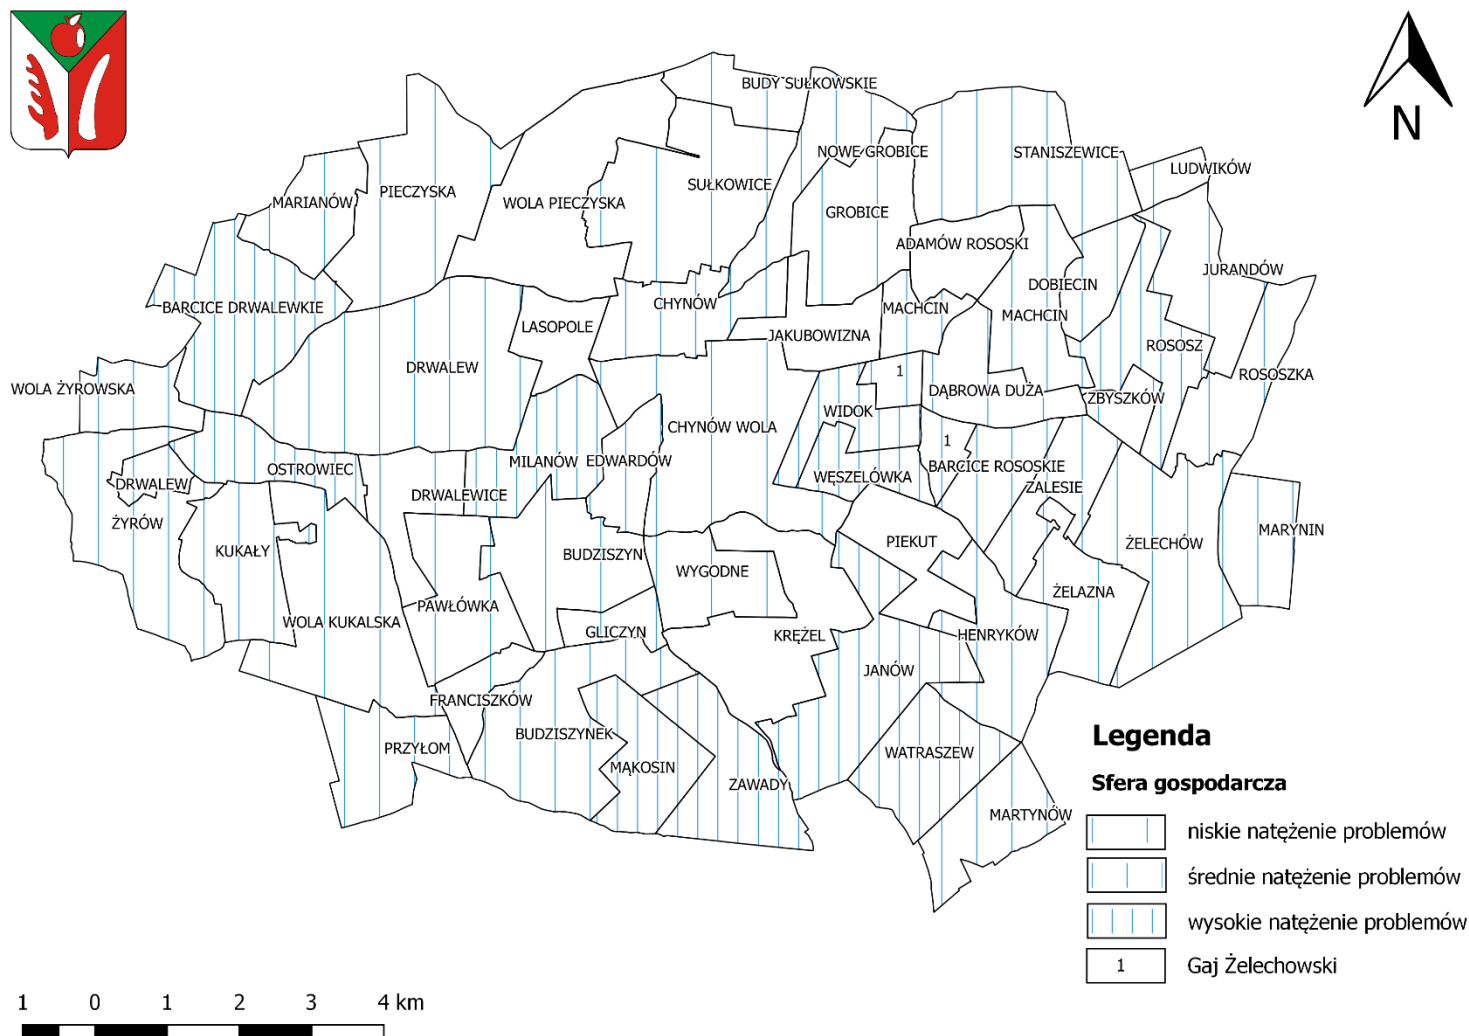 BUDY SUŁKOWSKIE
N
NOWE GROBICE
STANISZEWICE
LUDWIKÓW
PIECZYSKA
SUŁKOWICE
MARIANÓW
WOLA PIECZYSKA
GROBICE
ADAMÓW ROSOSKI
JURANDÓW
DOBIECIN
BARCICE DRWALEWKIE
CHYNÓW
MACHCIN
MACHCIN
LASOPOLE
JAKUBOWIZNA
ROSOSZ
DRWALEW
1
ROSOSZKA
WOLA ŻYROWSKA
DĄBROWA DUŻA
ZBYSZKÓW
WIDOK
CHYNÓW WOLA
1
MILANÓW
EDWARDÓW
OSTROWIEC
BARCICE ROSOSKIE
WĘSZELÓWKA
DRWALEW
ZALESIE
DRWALEWICE
ŻYRÓW
MARYNIN
PIEKUT
ŻELECHÓW
KUKAŁY
BUDZISZYN
WYGODNE
ŻELAZNA
PAWŁÓWKA
WOLA KUKALSKA
GLICZYN
KRĘŻEL
HENRYKÓW
JANÓW
FRANCISZKÓW
BUDZISZYNEK
PRZYŁOM
WATRASZEW
MĄKOSIN
ZAWADY
MARTYNÓW
Legenda
Sfera gospodarcza
niskie natężenie problemów
średnie natężenie problemów
wysokie natężenie problemów
1 Gaj Żelechowski
1 0 1 2 3 4 km